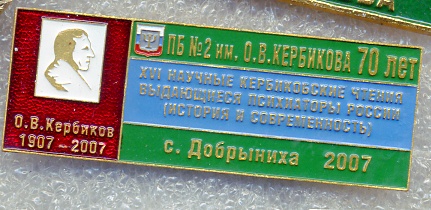 ВА
ПБ №2 им. О.В.КЕРБИКОВА 70 лет
XVI НАУЧНЫЕ КЕРБИКОВСКИЕ ЧТЕНИЯ
ВЫДАЮЩИЕСЯ ПСИХИАТОРЫ РОССИИ
(ИСТОРИЯ И СОВРЕМЕННОСТЬ)
О.В.Кербиков
1907 - 2007
с. Добрыниха 2007